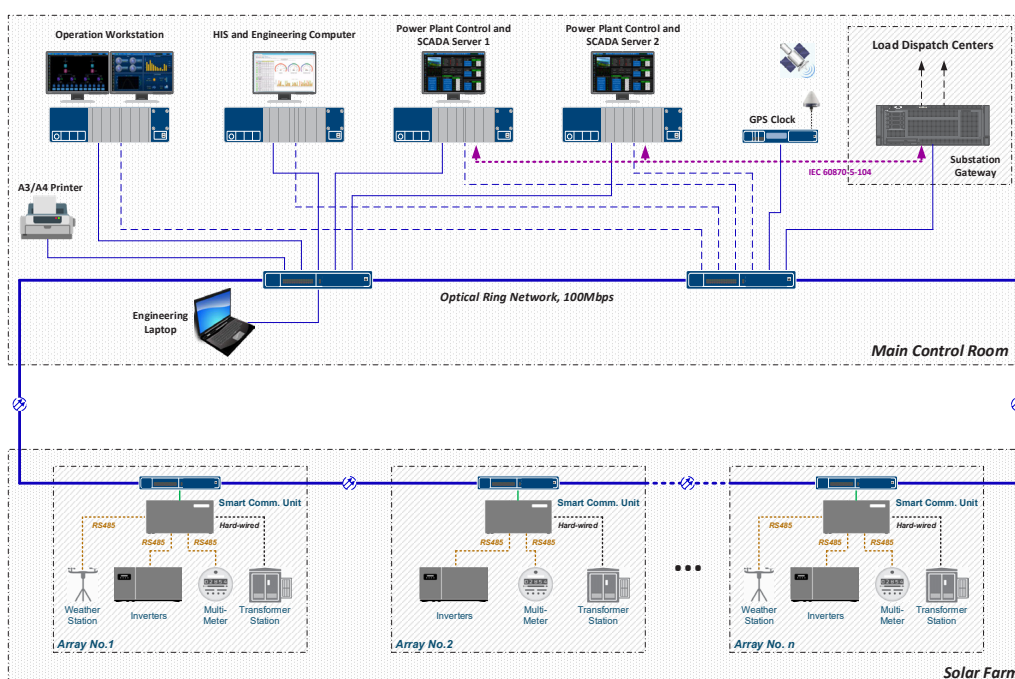 Operation Workstation
HIS and Engineering Computer
Power Plant Control and
SCADA Server 1
Power Plant Control and
SCADA Server 2
Load Dispatch Centers
GPS Clock
Substation
Gateway
IEC 60870-5-104
A3/A4 Printer
Optical Ring Network, 100Mbps
Engineering
Laptop
Main Control Room
Smart Comm. Unit
RS485
Hard-wired
RS485
RS485
Weather
Station
Inverters
Multi-
Meter
Transformer
Station
Array No.1
Smart Comm. Unit
Hard-wired
RS485
RS485
Inverters
Multi-
Meter
Transformer
Station
Array No.2
...
Smart Comm. Unit
RS485
Hard-wired
RS485
RS485
Weather
Station
Inverters
Multi-
Meter
Transformer
Station
Array No. n
Solar Farm